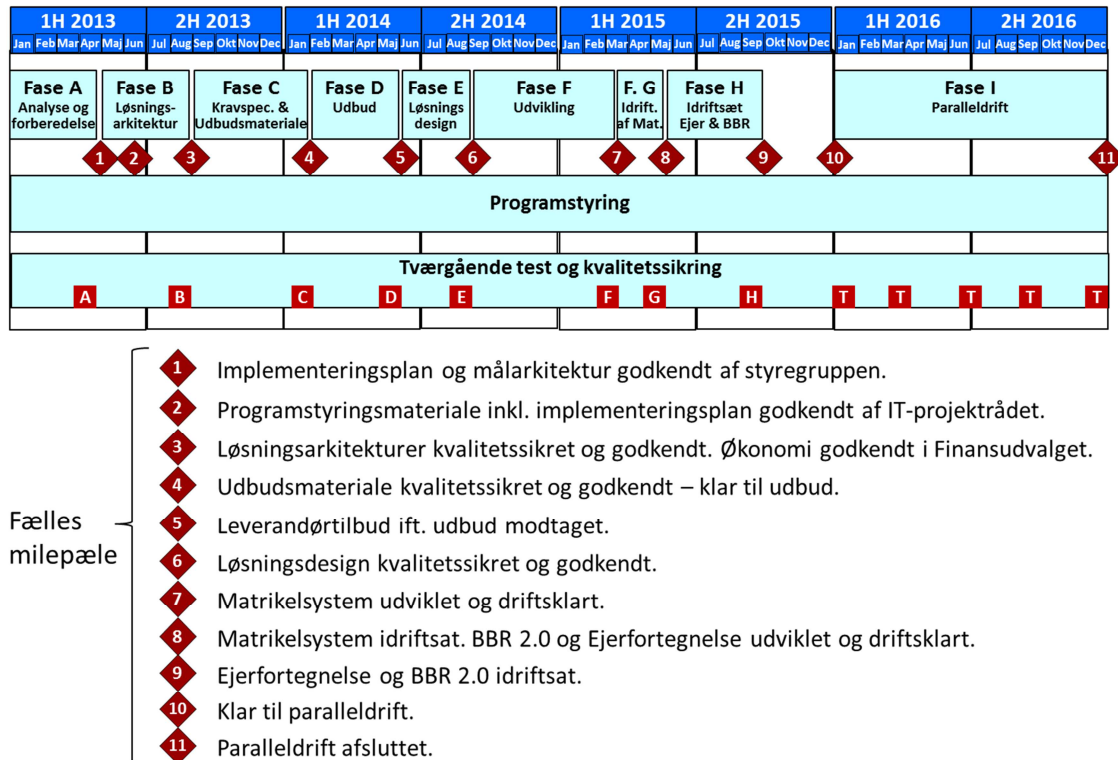 1H 2013 2H 2013 1H 2014 2H 2014 1H 2015 2H 2015 1H 2016 2H 2016
Jan Feb Mar Apr Maj Jun Jul Aug Sep Okt Nov Dec Jan Feb Mar Apr Maj Jun Jul Aug Sep Okt Nov Dec Jan Feb Mar Apr Maj Jun Jul Aug Sep Okt Nov Dec Jan Feb Mar Apr Maj Jun Jul Aug Sep Okt Nov Dec
Fase A
Analyse og
forberedelse
Fase B
Løsnings-
arkitektur
Fase C
Kravspec. &
Udbudsmateriale
Fase D
Udbud
Fase E
Løsnings
design
Fase F
Udvikling
F. G
Idrift.
af Mat.
Fase H
Idriftsæt
Ejer & BBR
Fase I
Paralleldrift
1 2 3 4 5 6 7 8 9 10 11
Programstyring
Tværgående test og kvalitetssikring
A B C D E F G H T T T T T
Fælles
milepæle
1 Implementeringsplan og målarkitektur godkendt af styregruppen.
2 Programstyringsmateriale inkl. implementeringsplan godkendt af IT-projektrådet.
3 Løsningsarkitekturer kvalitetssikret og godkendt. Økonomi godkendt i Finansudvalget.
4 Udbudsmateriale kvalitetssikret og godkendt – klar til udbud.
5 Leverandørtilbud ift. udbud modtaget.
6 Løsningsdesign kvalitetssikret og godkendt.
7 Matrikelsystem udviklet og driftsklart.
8 Matrikelsystem idriftsat. BBR 2.0 og Ejerfortegnelse udviklet og driftsklart.
9 Ejerfortegnelse og BBR 2.0 idriftsat.
10 Klar til paralleldrift.
11 Paralleldrift afsluttet.